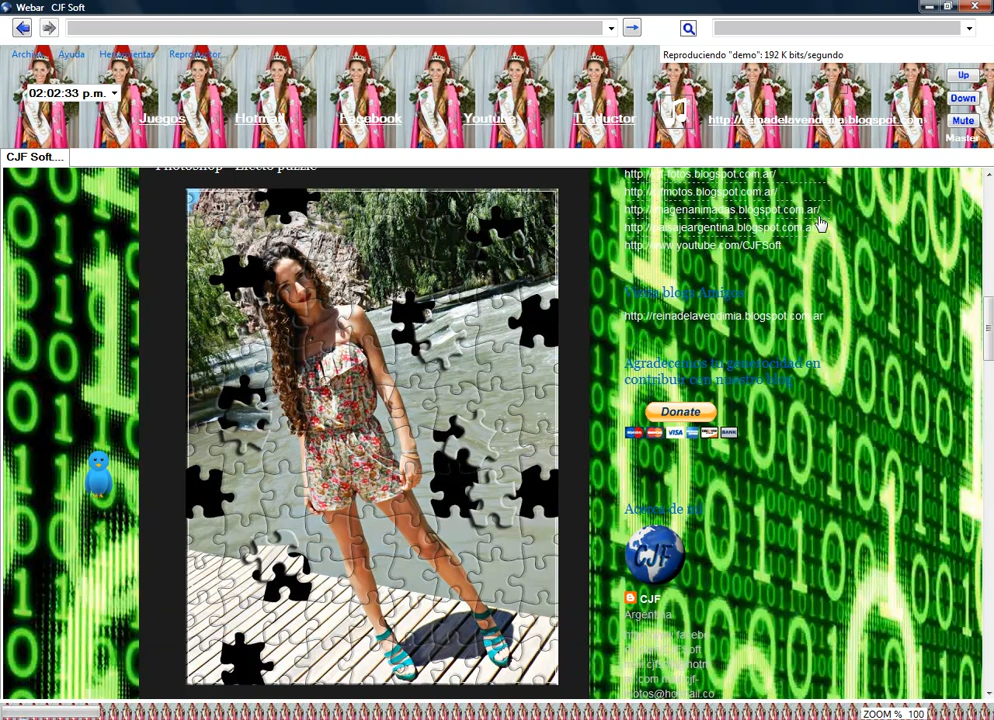 Webar CJF Soft
Archivo Ayuda Herramientas Reproductor
Reproduciendo "demo": 192 K bits/segundo
02:02:33 p.m.
Up
Down
Mute
Master
Juegos Hotmail Facebook Youtube Traductor http://reinadelavendimia.blogspot.com
CJF Soft....
Photoshop - Efecto puzzle
http://cjf-fotos.blogspot.com.ar/
http://cjfmotos.blogspot.com.ar/
http://imagenanimadas.blogspot.com.ar/
http://paisajeargentina.blogspot.com.a
http://www.youtube.com/CJFSoft
Visita blogs Amigos
http://reinadelavendimia.blogspot.com.ar
Agradecemos tu generocidad en
contribuir con nuestro blog
Donate
VISA BANK
Acerca de mi
CJF
CJF
Argentina
ZOOM % 100